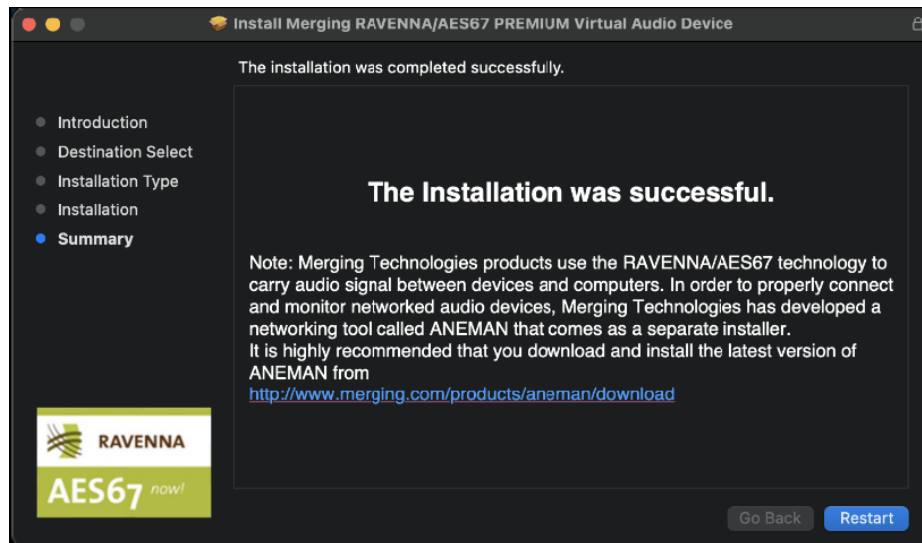 Install Merging RAVENNA/AES67 PREMIUM Virtual Audio Device
The installation was completed successfully.
Introduction
Destination Select
Installation Type
Installation
Summary
The Installation was successful.
Note: Merging Technologies products use the RAVENNA/AES67 technology to
carry audio signal between devices and computers. In order to properly connect
and monitor networked audio devices, Merging Technologies has developed a
networking tool called ANEMAN that comes as a separate installer.
It is highly recommended that you download and install the latest version of
ANEMAN from
http://www.merging.com/products/aneman/download
RAVENNA
AES67 now!
Go Back
Restart